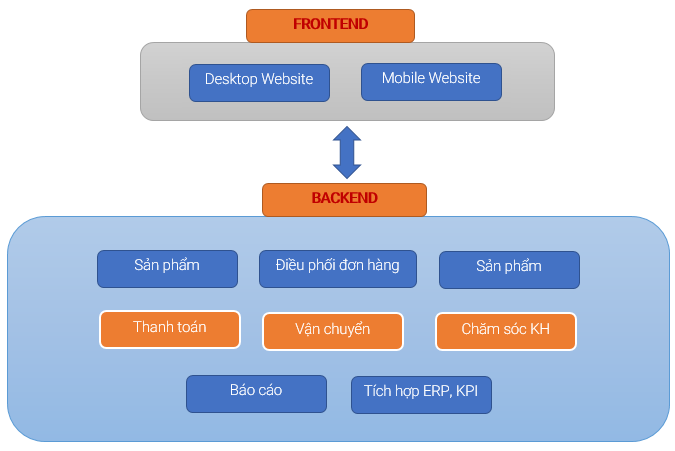 FRONTEND
Desktop Website
Mobile Website
BACKEND
Sản phẩm
Điều phối đơn hàng
Sản phẩm
Thanh toán
Vận chuyển
Chăm sóc KH
Báo cáo
Tích hợp ERP, KPI